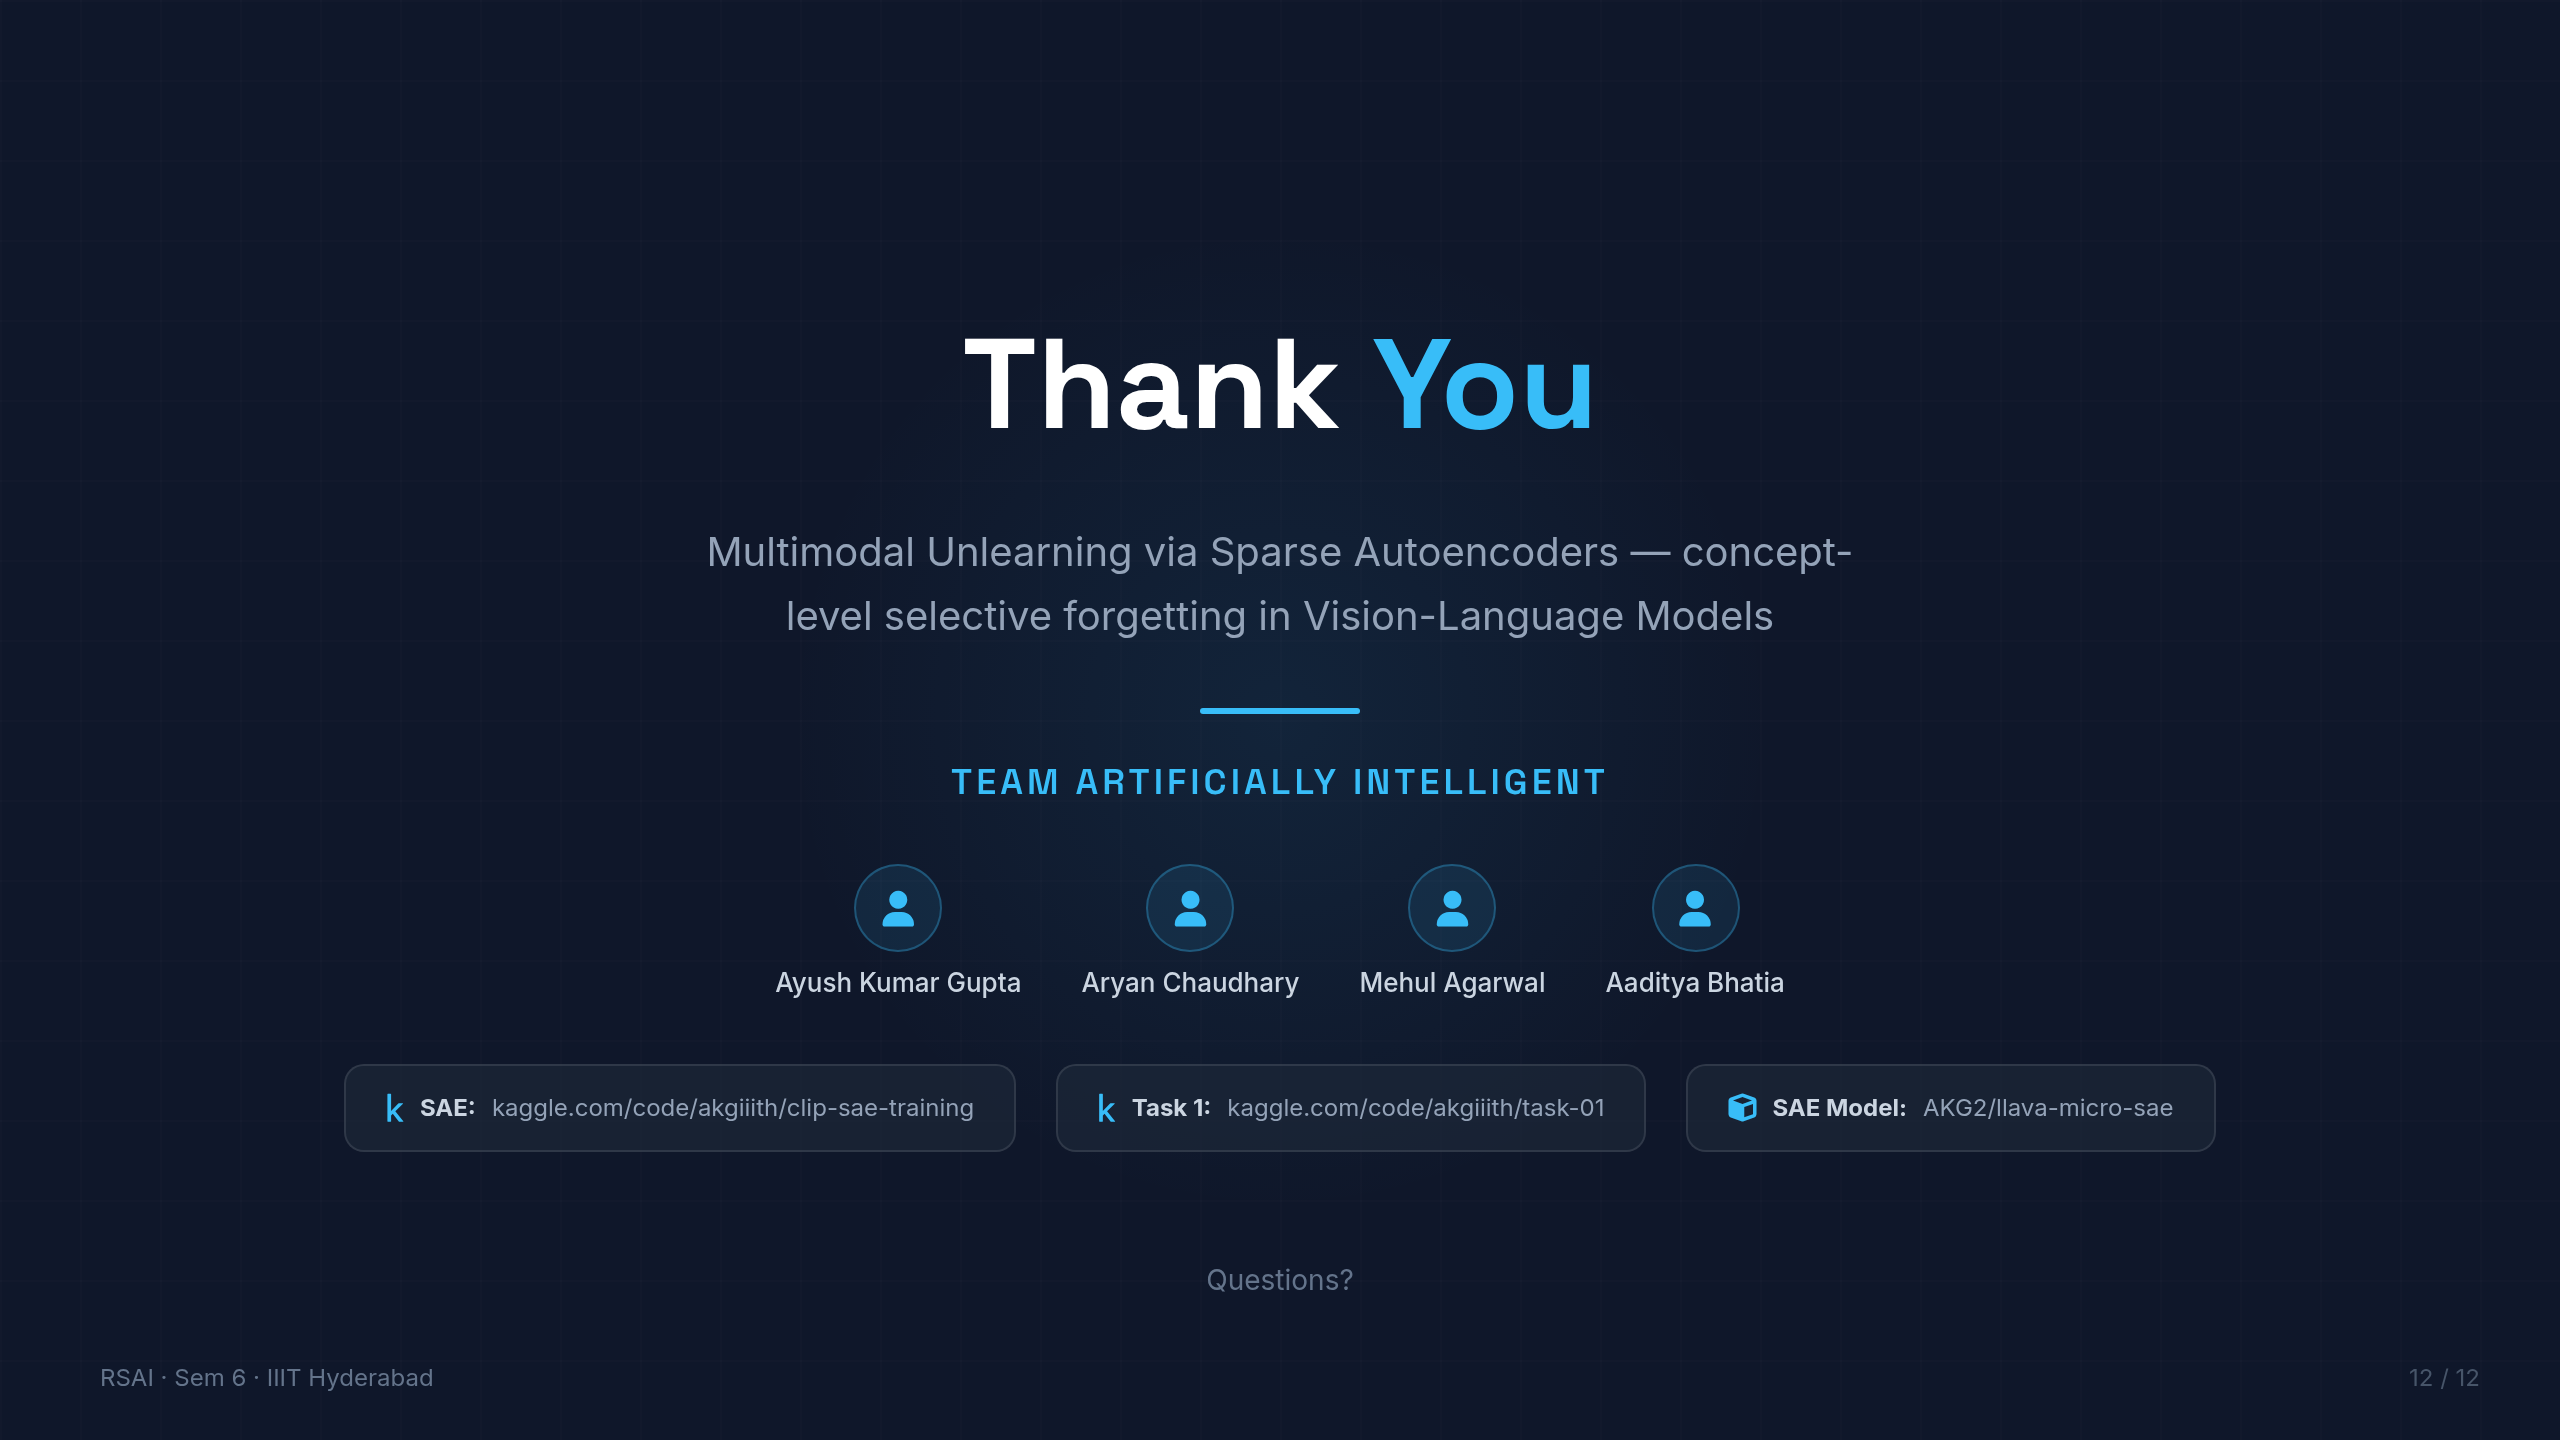 Thank You
Multimodal Unlearning via Sparse Autoencoders — concept-
level selective forgetting in Vision-Language Models
TEAM ARTIFICIALLY INTELLIGENT
Ayush Kumar Gupta Aryan Chaudhary Mehul Agarwal Aaditya Bhatia
k SAE: kaggle.com/code/akgiiith/clip-sae-training k Task 1: kaggle.com/code/akgiiith/task-01 SAE Model: AKG2/llava-micro-sae
Questions?
RSAI · Sem 6 · IIIT Hyderabad 12 / 12